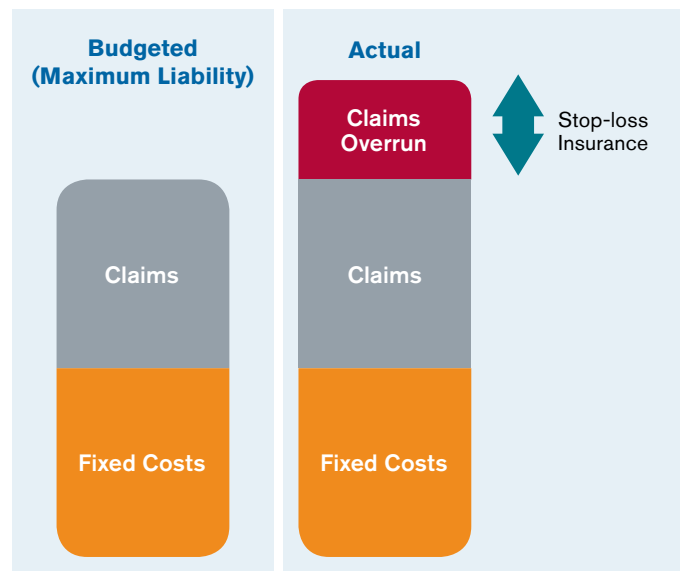 Budgeted
(Maximum Liability)
Claims
Fixed Costs
Actual
Claims
Overrun
Stop-loss
Insurance
Claims
Fixed Costs